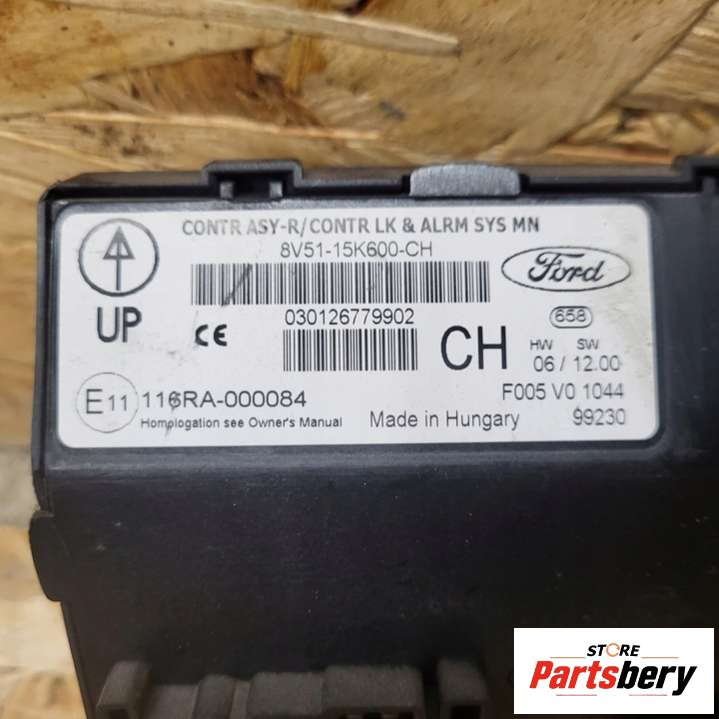 CONTR ASY-R/CONTR LK & ALRM SYS MN
8V51-15K600-CH
Ford
UP
CE
030126779902
CH
658
HW SW
06 / 12.00
E11
116RA-000084
F005 V0 1044
Homologation see Owner's Manual
Made in Hungary
99230
STORE
Partsbery